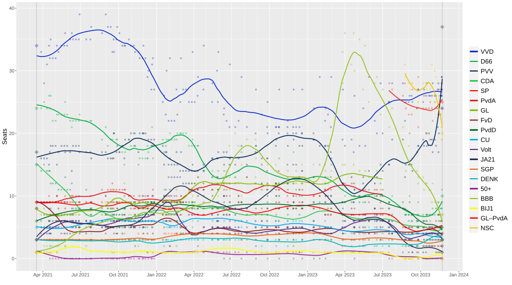 40
30
20
10
0
Seats
Apr 2021
Jul 2021
Oct 2021
Jan 2022
Apr 2022
Jul 2022
Oct 2022
Jan 2023
Apr 2023
Jul 2023
Oct 2023
Jan 2024
VVD
D66
PVV
CDA
SP
PvdA
GL
FvD
PvdD
CU
Volt
JA21
SGP
DENK
50+
BBB
BIJ1
GL–PvdA
NSC